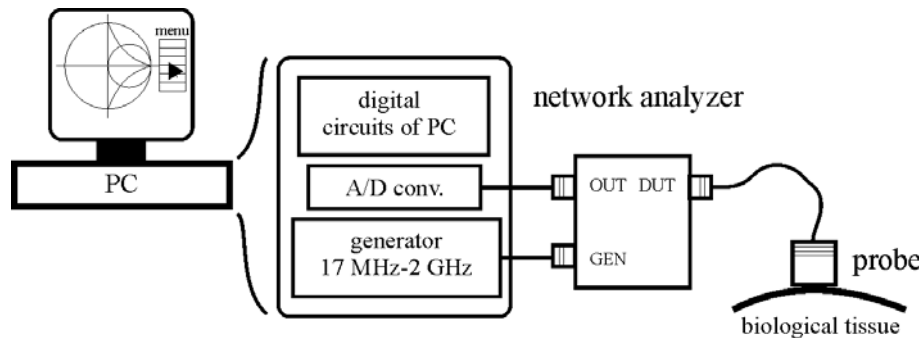 menu
PC
digital
circuits of PC
A/D conv.
generator
17 MHz-2 GHz
network analyzer
OUT DUT
GEN
probe
biological tissue